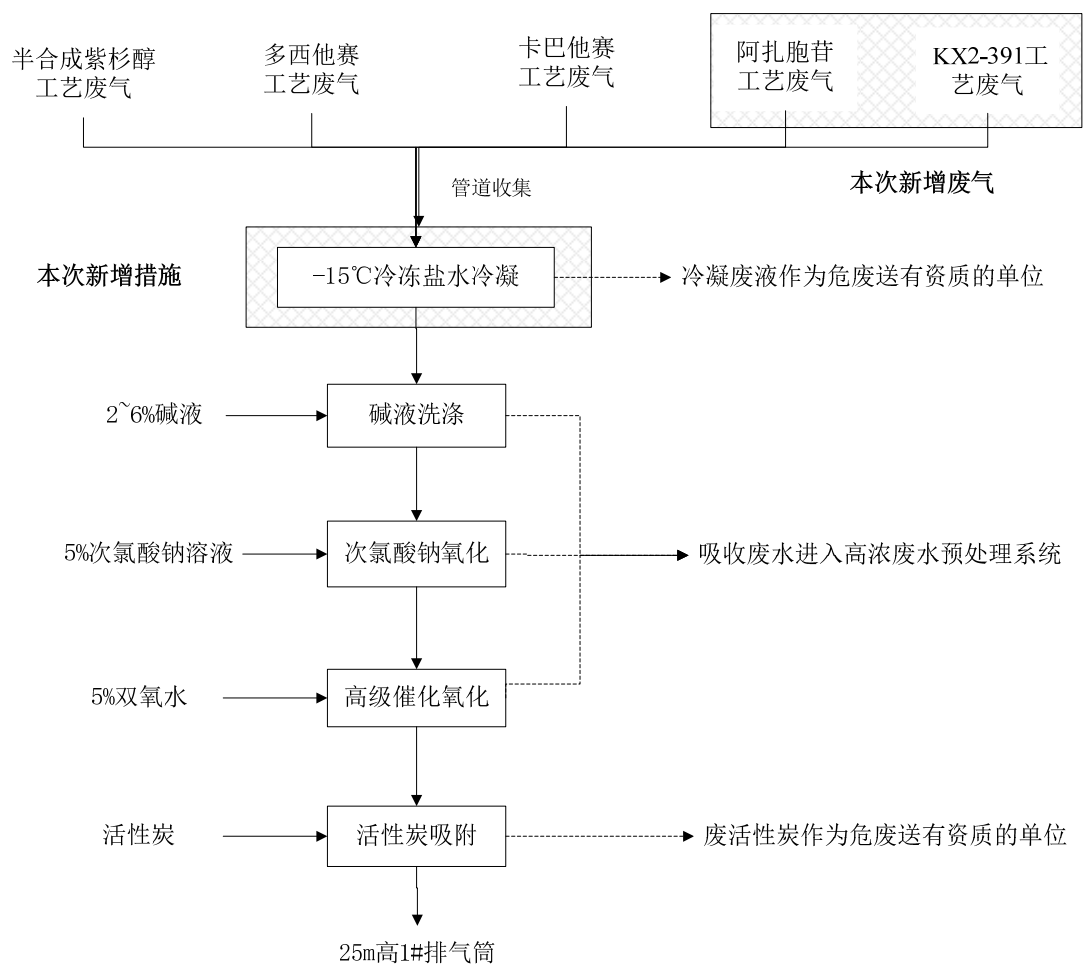 半合成紫杉醇
工艺废气
多西他赛
工艺废气
卡巴他赛
工艺废气
阿扎胞苷
工艺废气
KX2-391工
艺废气
管道收集
本次新增废气
本次新增措施
-15℃冷冻盐水冷凝
冷凝废液作为危废送有资质的单位
2~6%碱液
碱液洗涤
5%次氯酸钠溶液
次氯酸钠氧化
吸收废水进入高浓废水预处理系统
5%双氧水
高级催化氧化
活性炭
活性炭吸附
废活性炭作为危废送有资质的单位
25m高1#排气筒